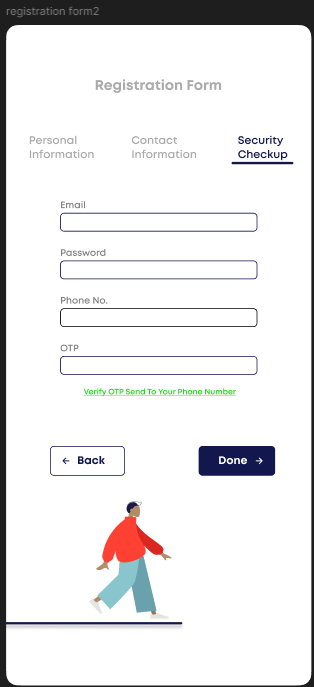 registration form2
Registration Form
Personal
Information
Contact
Information
Security
Checkup
Email
Password
Phone No.
OTP
Verify OTP Send To Your Phone Number
← Back
Done →